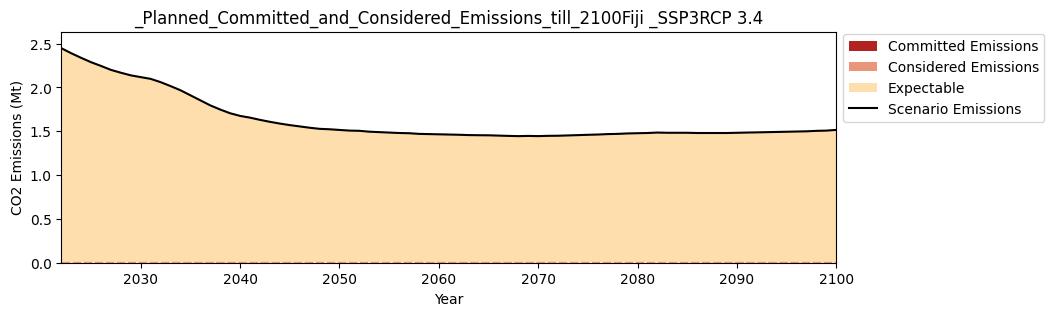 _Planned_Committed_and_Considered_Emissions_till_2100Fiji _SSP3RCP 3.4
Committed Emissions
Considered Emissions
Expectable
Scenario Emissions
CO2 Emissions (Mt)
2.5
2.0
1.5
1.0
0.5
0.0
2030 2040 2050 2060 2070 2080 2090 2100
Year